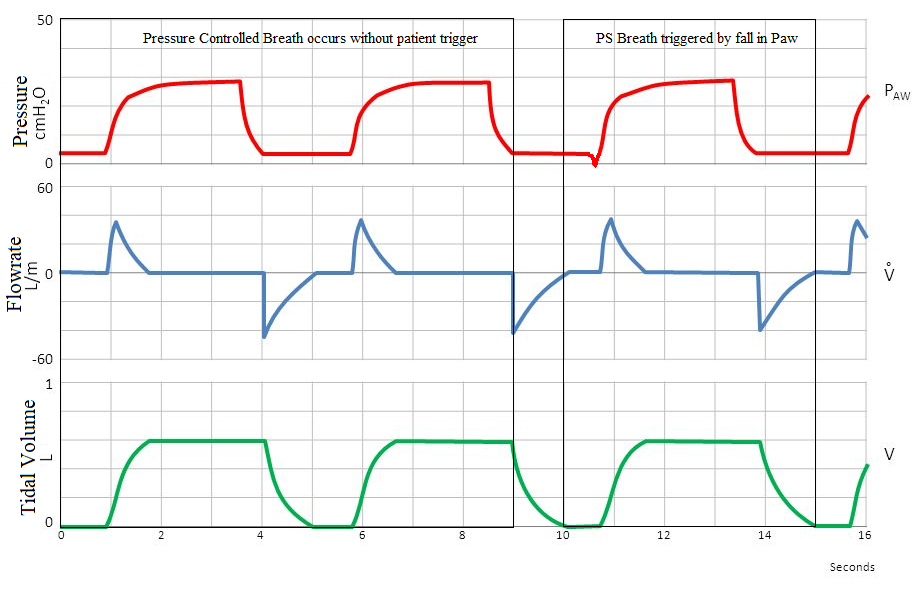 50
Pressure Controlled Breath occurs without patient trigger
PS Breath triggered by fall in Paw
Pressure
cmH₂O
P_AW
0
60
Flowrate
L/m
0
V̊
-60
1
Tidal Volume
L
V
0
0 2 4 6 8 10 12 14 16
Seconds